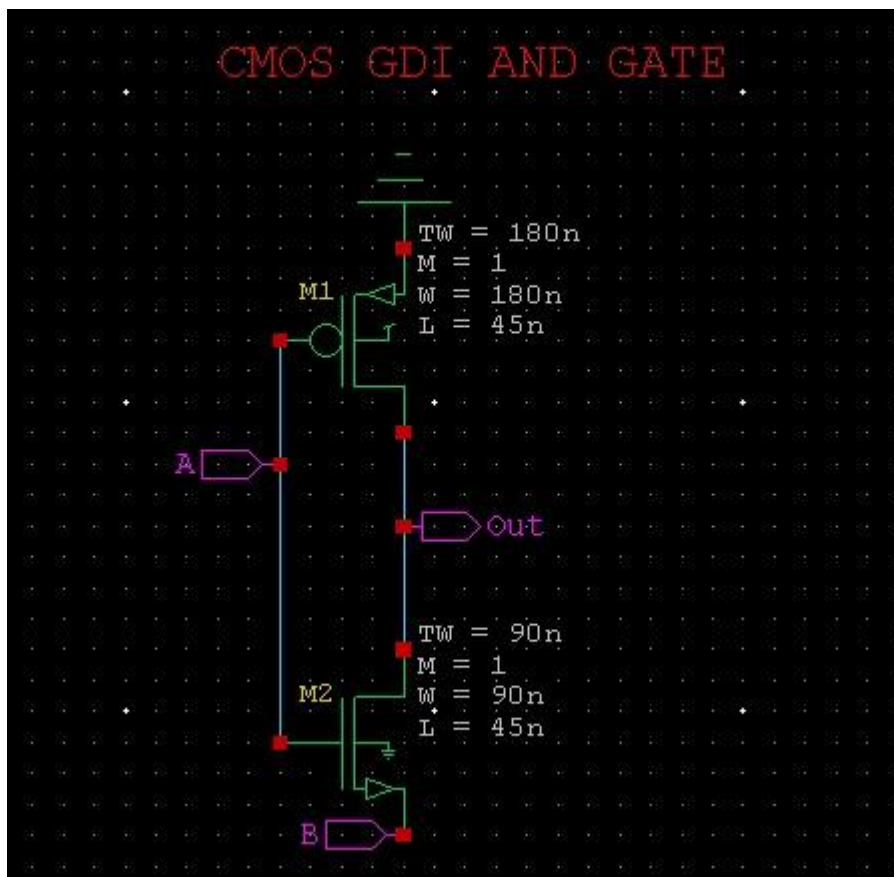 CMOS GDI AND GATE
TW = 180n
M = 1
M1
W = 180n
L = 45n
A
Out
TW = 90n
M = 1
M2
W = 90n
L = 45n
B